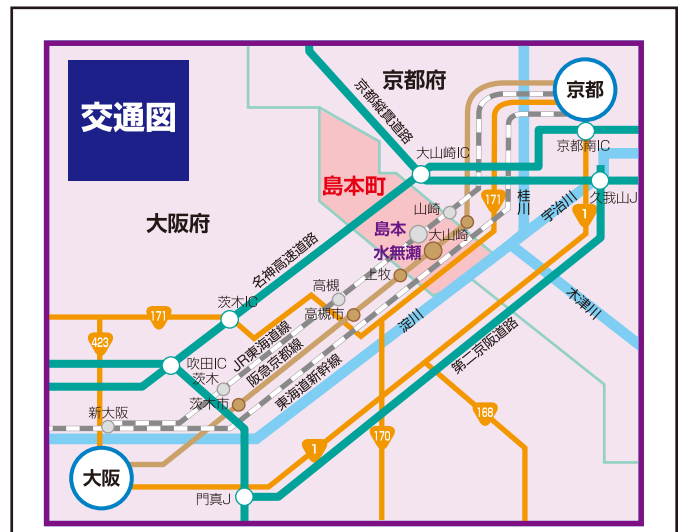 交通図
京都府
京都
京都縦貫道路
大山崎IC
京都南IC
島本町
久我山J
171
桂川
宇治川
1
山崎
大山崎
大阪府
島本
水無瀬
名神高速道路
上牧
高槻
木津川
茨木IC
171
高槻市
淀川
423
JR東海道線
阪急京都線
第二京阪道路
吹田IC
茨木
東海道新幹線
茨木市
新大阪
168
170
1
大阪
門真J